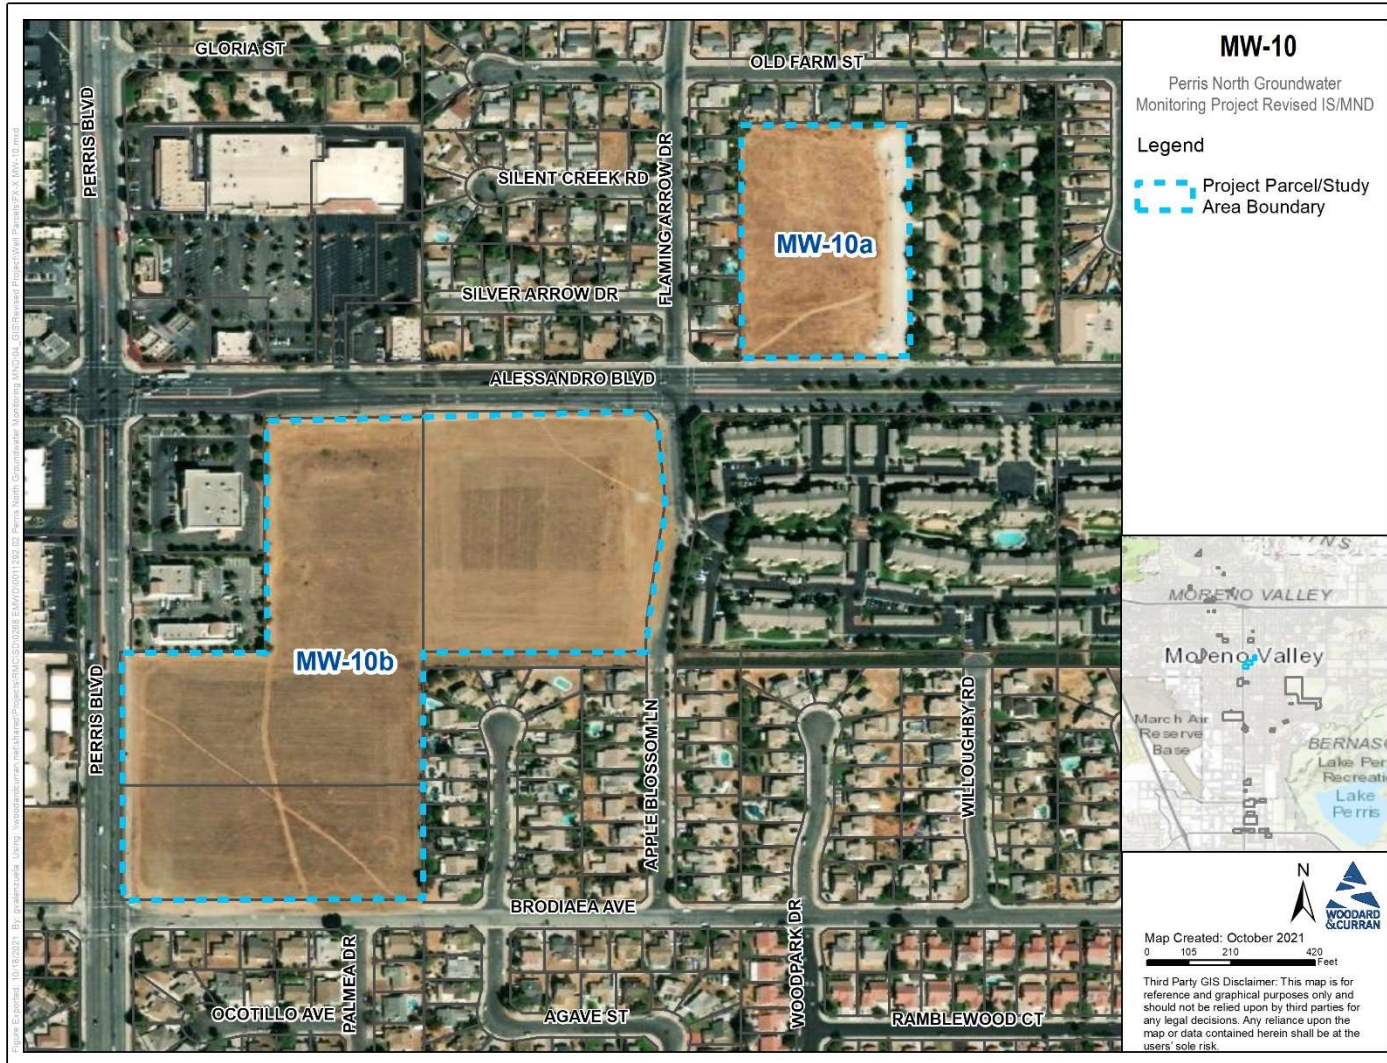 GLORIA ST
OLD FARM ST
PERRIS BLVD
FLAMING ARROW DR
SILENT CREEK RD
MW-10a
SILVER ARROW DR
ALESSANDRO BLVD
MW-10b
PERRIS BLVD
APPLE BLOSSOM LN
WILLOUGHBY RD
BRODIAEA AVE
WOODPARK DR
PALMEA DR
OCOTILLO AVE
AGAVE ST
RAMBLEWOOD CT
MW-10
Perris North Groundwater
Monitoring Project Revised IS/MND
Legend
Project Parcel/Study
Area Boundary
MORENO VALLEY
Moreno Valley
March Air
Reserve
Base
Lake
Perris
N
WOODARD
&CURRAN
Map Created: October 2021
0 105 210 420
Feet
Third Party GIS Disclaimer: This map is for
reference and graphical purposes only and
should not be relied upon by third parties for
any legal decisions. Any reliance upon the
map or data contained herein shall be at the
users' sole risk.